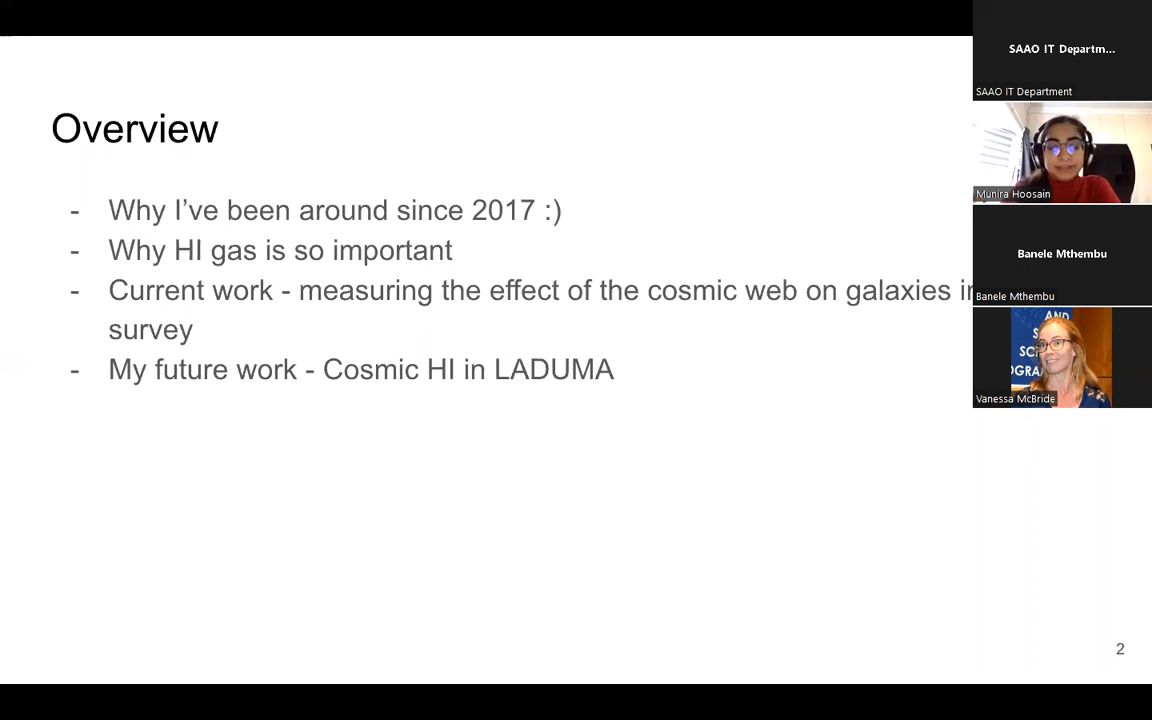 Overview
- Why I've been around since 2017 :)
- Why HI gas is so important
- Current work - measuring the effect of the cosmic web on galaxies
survey
- My future work - Cosmic HI in LADUMA
2
SAAO IT Departm...
SAAO IT Department
Munira Hoosain
Banele Mthembu
Banele Mthembu
AND
Vanessa McBride